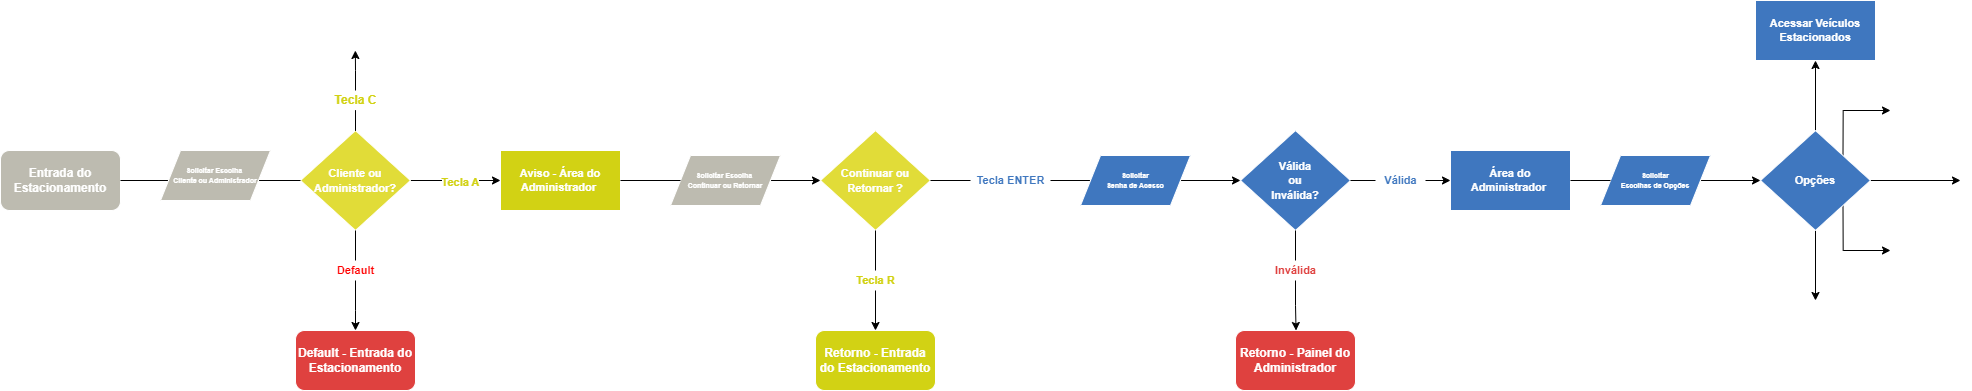 Acessar Veículos
Estacionados
Tecla C
Entrada do
Estacionamento
Solicitar Escolha
Cliente ou Administrador
Cliente ou
Administrador?
Tecla A
Aviso - Área do
Administrador
Solicitar Escolha
Continuar ou Retornar
Continuar ou
Retornar ?
Tecla ENTER
Solicitar
Senha de Acesso
Válida
ou
Inválida?
Válida
Área do
Administrador
Solicitar
Escolhas de Opções
Opções
Default
Tecla R
Inválida
Default - Entrada do
Estacionamento
Retorno - Entrada
do Estacionamento
Retorno - Painel do
Administrador